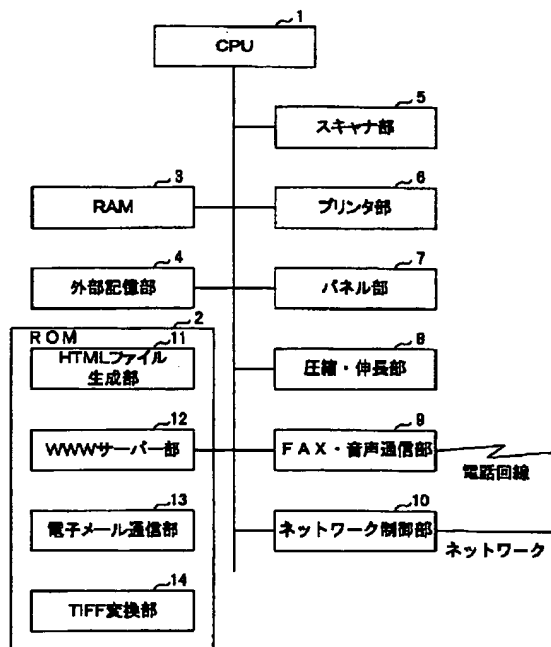 1
CPU
5
スキャナ部
3
RAM
6
プリンタ部
4
外部記憶部
7
パネル部
2
ROM
11
HTMLファイル
生成部
8
圧縮・伸長部
12
WWWサーバー部
9
FAX・音声通信部
電話回線
13
電子メール通信部
10
ネットワーク制御部
ネットワーク
14
TIFF変換部